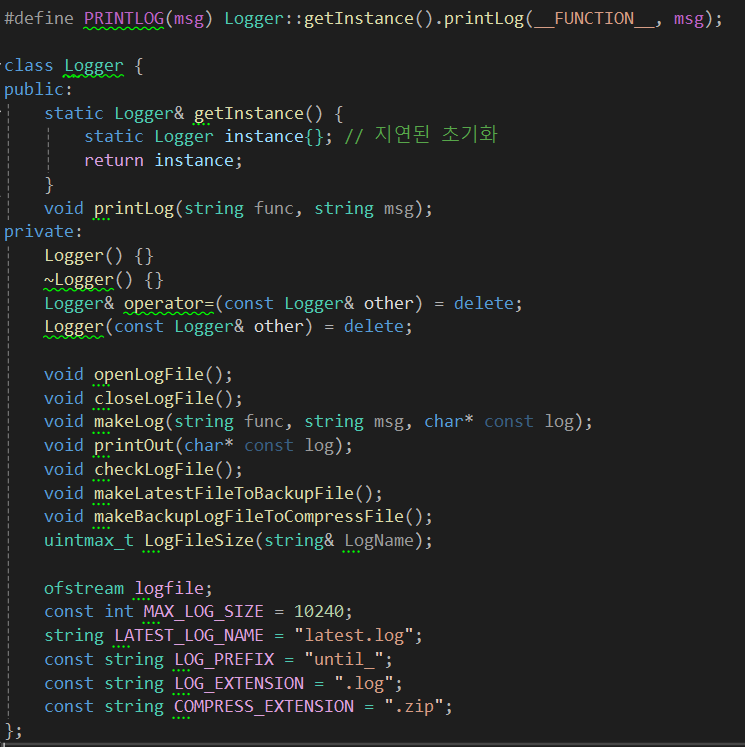 #define PRINTLOG(msg) Logger::getInstance().printLog(__FUNCTION__, msg);
class Logger {
public:
static Logger& getInstance() {
static Logger instance{}; // 지연된 초기화
return instance;
}
void printLog(string func, string msg);
private:
Logger() {}
~Logger() {}
Logger& operator=(const Logger& other) = delete;
Logger(const Logger& other) = delete;
void openLogFile();
void closeLogFile();
void makeLog(string func, string msg, char* const log);
void printOut(char* const log);
void checkLogFile();
void makeLatestFileToBackupFile();
void makeBackupLogFileToCompressFile();
uintmax_t LogFileSize(string& LogName);
ofstream logfile;
const int MAX_LOG_SIZE = 10240;
string LATEST_LOG_NAME = "latest.log";
const string LOG_PREFIX = "until_";
const string LOG_EXTENSION = ".log";
const string COMPRESS_EXTENSION = ".zip";
};